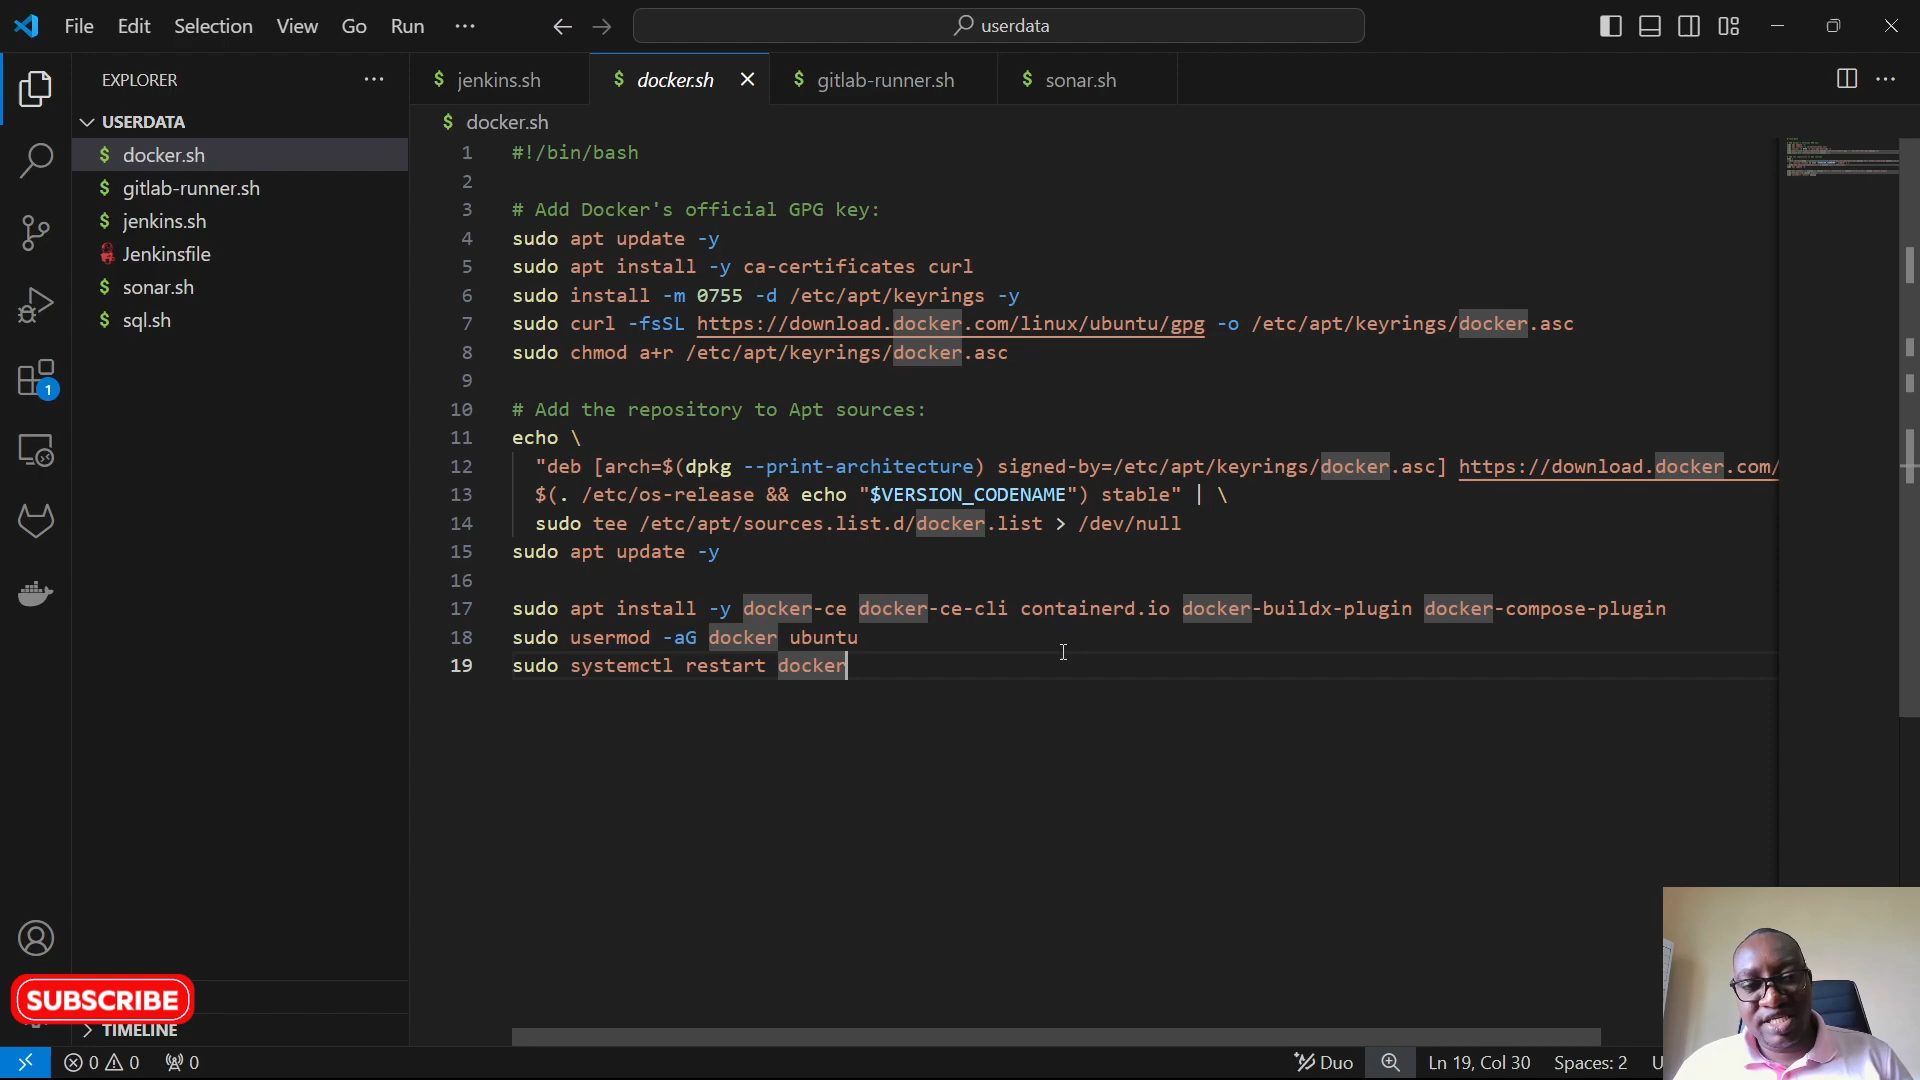 File Edit Selection View Go Run ···
userdata
EXPLORER ···
USERDATA
docker.sh
gitlab-runner.sh
jenkins.sh
Jenkinsfile
sonar.sh
sql.sh
1
SUBSCRIBE
TIMELINE
$ jenkins.sh
$ docker.sh
$ gitlab-runner.sh
$ sonar.sh
$ docker.sh
1 #!/bin/bash
2
3 # Add Docker's official GPG key:
4 sudo apt update -y
5 sudo apt install -y ca-certificates curl
6 sudo install -m 0755 -d /etc/apt/keyrings -y
7 sudo curl -fsSL https://download.docker.com/linux/ubuntu/gpg -o /etc/apt/keyrings/docker.asc
8 sudo chmod a+r /etc/apt/keyrings/docker.asc
9
10 # Add the repository to Apt sources:
11 echo \
12 "deb [arch=$(dpkg --print-architecture) signed-by=/etc/apt/keyrings/docker.asc] https://download.docker.com/
13 $(. /etc/os-release && echo "$VERSION_CODENAME") stable" | \
14 sudo tee /etc/apt/sources.list.d/docker.list > /dev/null
15 sudo apt update -y
16
17 sudo apt install -y docker-ce docker-ce-cli containerd.io docker-buildx-plugin docker-compose-plugin
18 sudo usermod -aG docker ubuntu
19 sudo systemctl restart docker
0 0 0 Duo Ln 19, Col 30 Spaces: 2 U